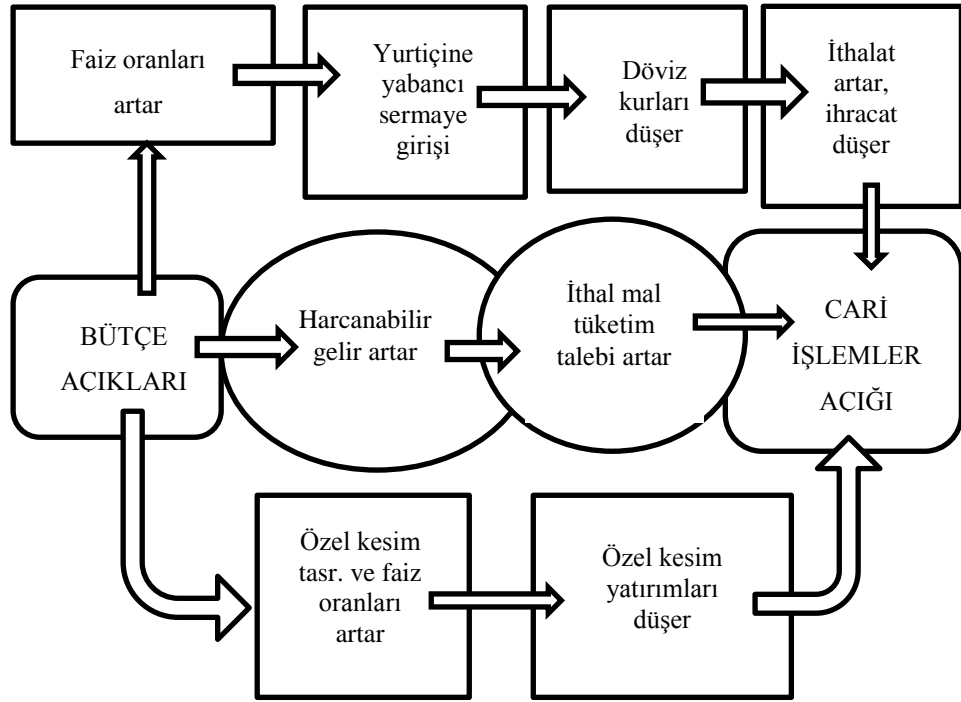 Faiz oranları
artar
Yurtiçine
yabancı
sermaye
girişi
Döviz
kurları
düşer
İthalat
artar,
ihracat
düşer
BÜTÇE
AÇIKLARI
Harcanabilir
gelir artar
İthal mal
tüketim
talebi artar
CARİ
İŞLEMLER
AÇIĞI
Özel kesim
tasr. ve faiz
oranları
artar
Özel kesim
yatırımları
düşer